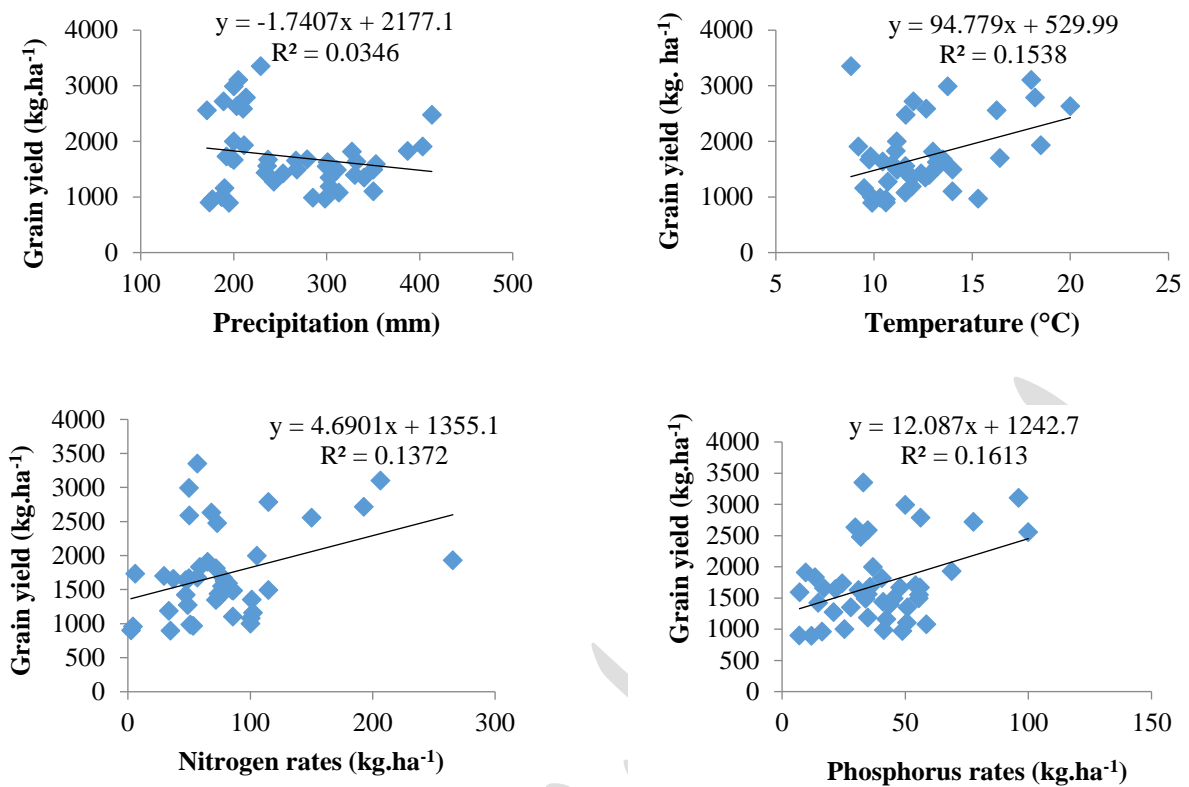 y = -1.7407x + 2177.1
R² = 0.0346
4000
3000
2000
1000
0
100
200
300
400
500
Grain yield (kg.ha⁻¹)
Precipitation (mm)
y = 94.779x + 529.99
R² = 0.1538
4000
3000
2000
1000
0
5
10
15
20
25
Grain yield (kg. ha⁻¹)
Temperature (°C)
y = 4.6901x + 1355.1
R² = 0.1372
4000
3500
3000
2500
2000
1500
1000
500
0
0
100
200
300
Grain yield (kg.ha⁻¹)
Nitrogen rates (kg.ha⁻¹)
y = 12.087x + 1242.7
R² = 0.1613
4000
3500
3000
2500
2000
1500
1000
500
0
0
50
100
150
Grain yield (kg.ha⁻¹)
Phosphorus rates (kg.ha⁻¹)